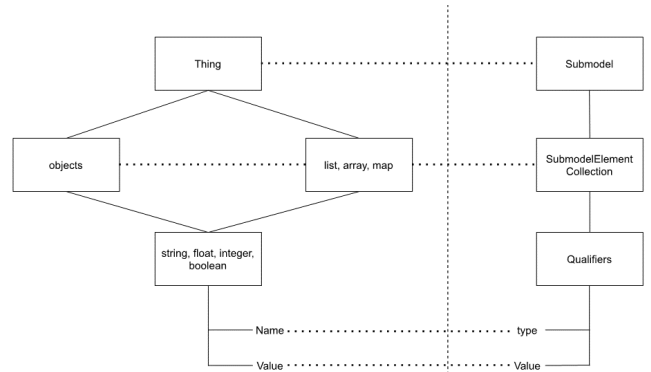 Thing
Submodel
objects
list, array, map
SubmodelElement
Collection
string, float, integer,
boolean
Qualifiers
Name
type
Value
Value